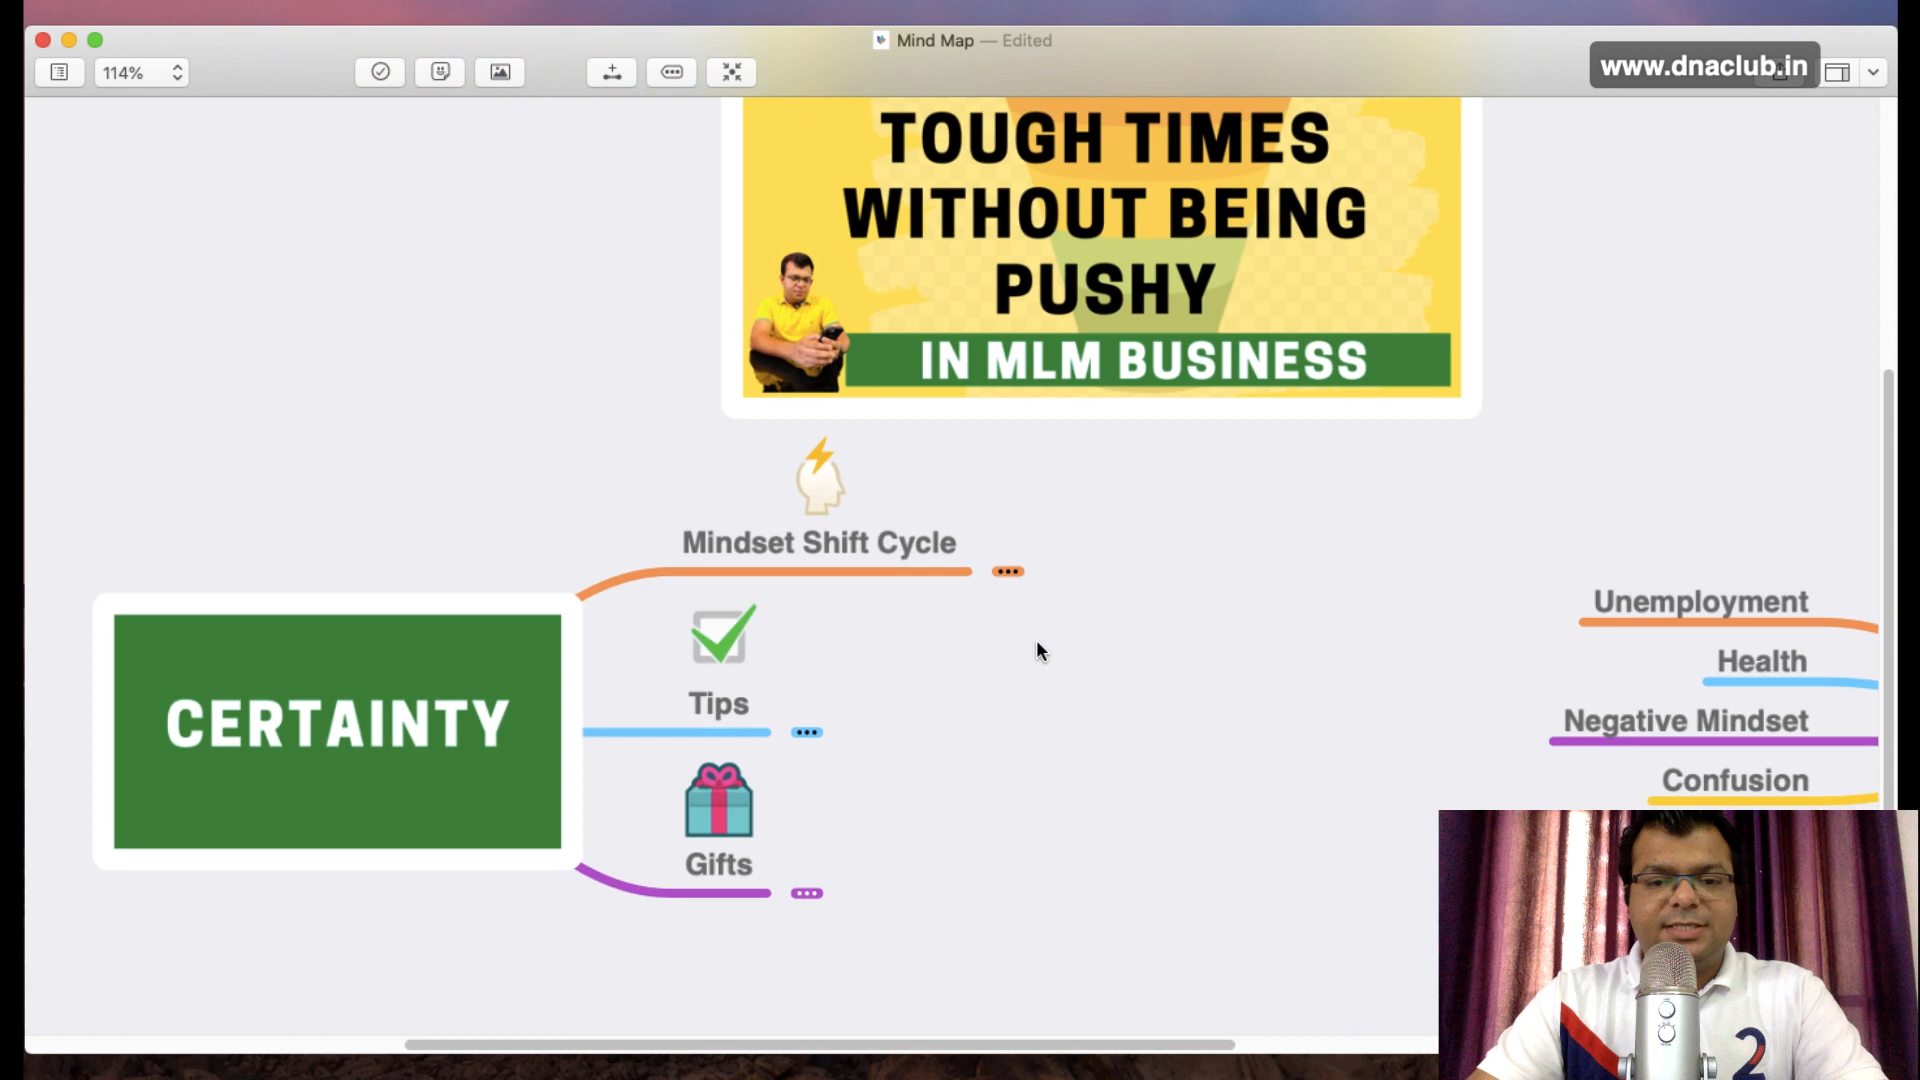 Mind Map — Edited
114%
www.dnaclub.in
TOUGH TIMES
WITHOUT BEING
PUSHY
IN MLM BUSINESS
Mindset Shift Cycle
Tips
Gifts
CERTAINTY
Unemployment
Health
Negative Mindset
Confusion
2